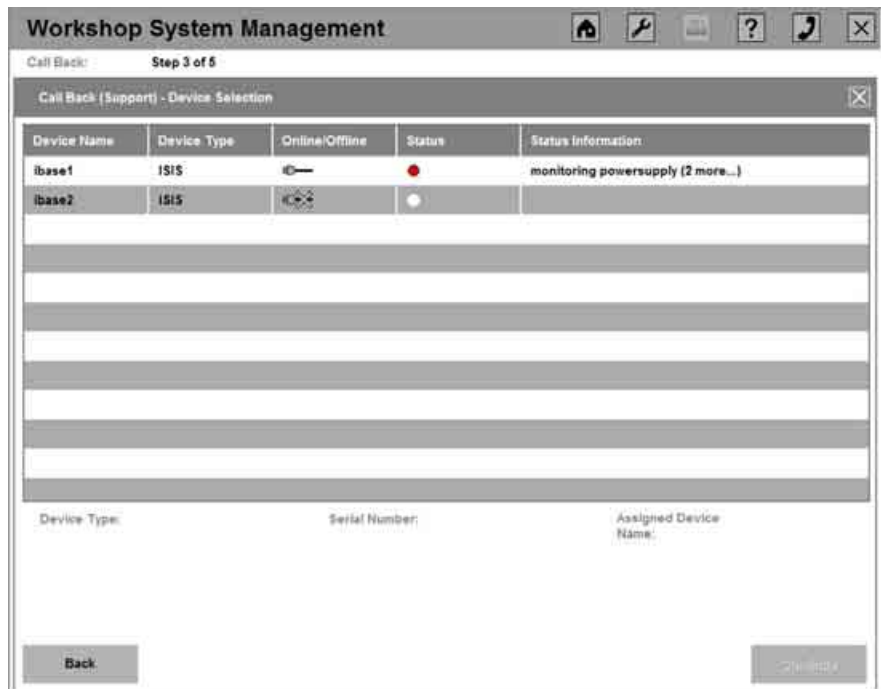 Workshop System Management
?
Call Back: Step 3 of 5
Call Back (Support) - Device Selection
Device Name Device Type Online/Offline Status Status Information
ibase1 ISIS monitoring powersupply (2 more...)
ibase2 ISIS
Device Type: Serial Number: Assigned Device
Name:
Back